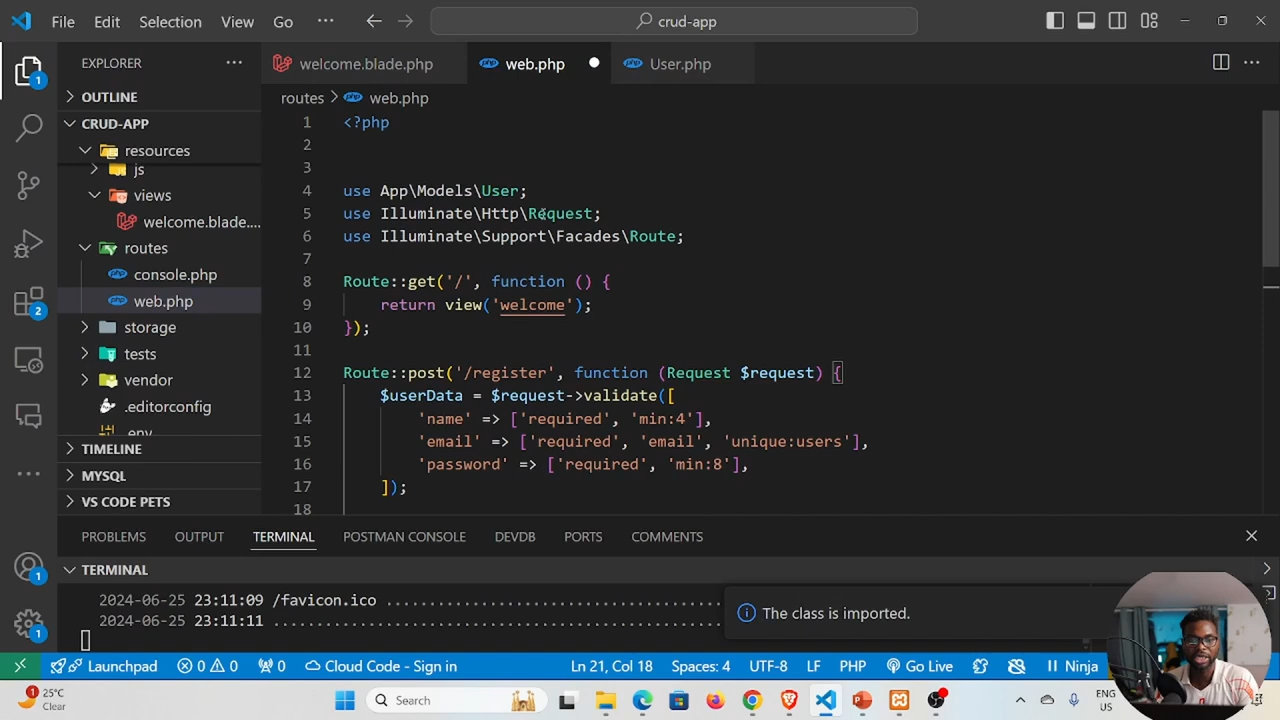 File Edit Selection View Go ··· crud-app
EXPLORER ···
welcome.blade.php web.php User.php ···
OUTLINE
CRUD-APP
resources
js
views
welcome.blade....
routes
console.php
web.php
storage
tests
vendor
.editorconfig
.env
TIMELINE
MYSQL
VS CODE PETS
routes > web.php
1 <?php
2
3
4 use App\Models\User;
5 use Illuminate\Http\Request;
6 use Illuminate\Support\Facades\Route;
7
8 Route::get('/', function () {
9 return view('welcome');
10 });
11
12 Route::post('/register', function (Request $request) {
13 $userData = $request->validate([
14 'name' => ['required', 'min:4'],
15 'email' => ['required', 'email', 'unique:users'],
16 'password' => ['required', 'min:8'],
17 ]);
18
PROBLEMS OUTPUT TERMINAL POSTMAN CONSOLE DEVDB PORTS COMMENTS
TERMINAL
2024-06-25 23:11:09 /favicon.ico ...............................
2024-06-25 23:11:11 ...............................
The class is imported.
1
2
1
1
Launchpad 0 0 0 Cloud Code - Sign in Ln 21, Col 18 Spaces: 4 UTF-8 LF PHP Go Live Ninja
1 25°C
Clear
Search
ENG
US